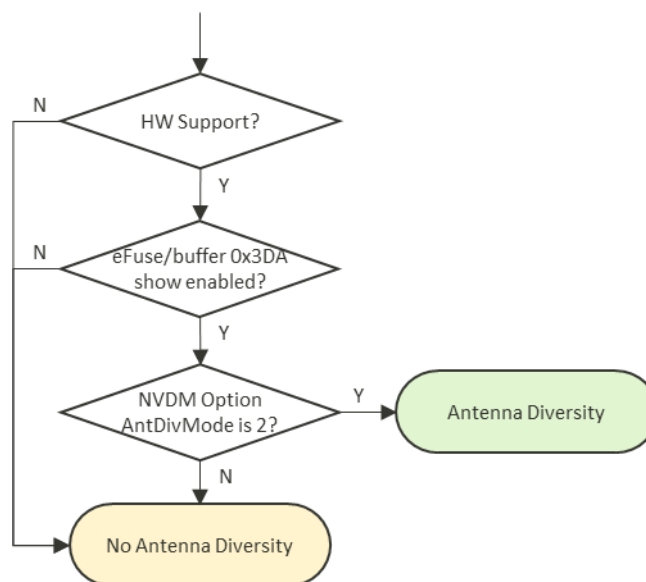 N
HW Support?
Y
N
eFuse/buffer 0x3DA
show enabled?
Y
NVDM Option
AntDivMode is 2?
Y
Antenna Diversity
N
No Antenna Diversity